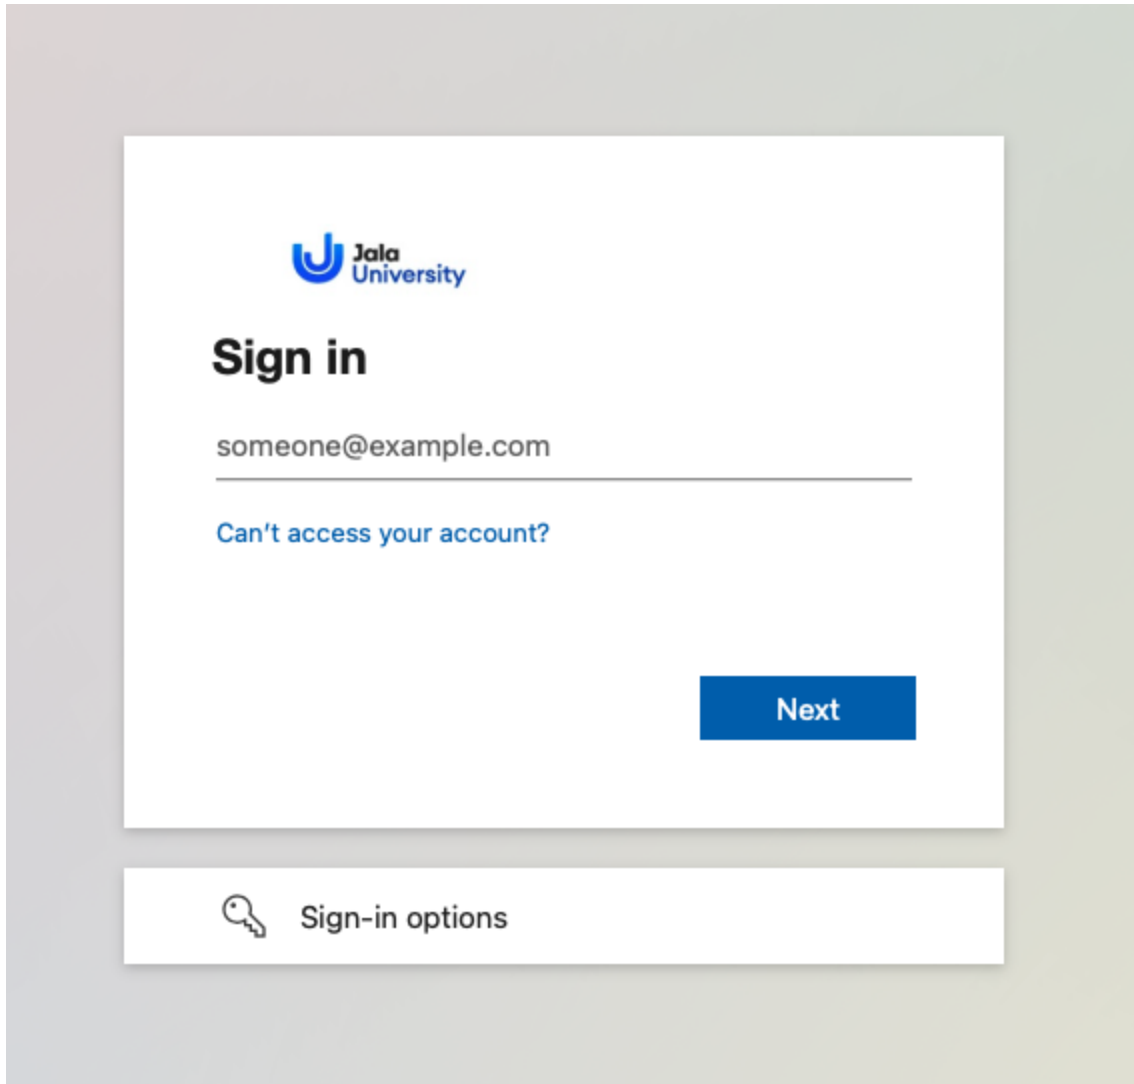 Jala
University
Sign in
someone@example.com
Can't access your account?
Next
Sign-in options